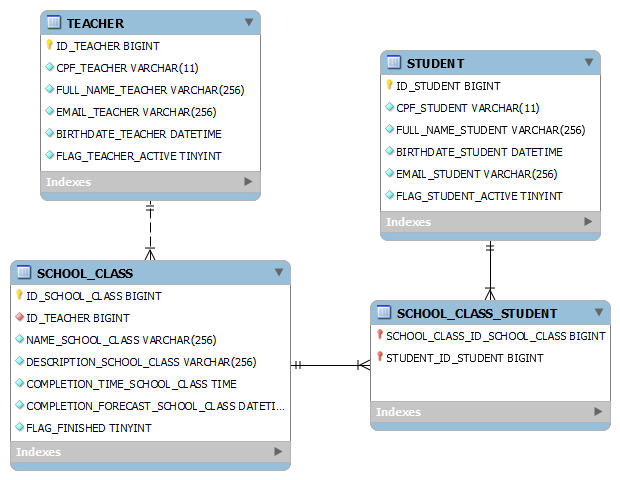 TEACHER
ID_TEACHER BIGINT
CPF_TEACHER VARCHAR(11)
FULL_NAME_TEACHER VARCHAR(256)
EMAIL_TEACHER VARCHAR(256)
BIRTHDATE_TEACHER DATETIME
FLAG_TEACHER_ACTIVE TINYINT
Indexes
STUDENT
ID_STUDENT BIGINT
CPF_STUDENT VARCHAR(11)
FULL_NAME_STUDENT VARCHAR(256)
BIRTHDATE_STUDENT DATETIME
EMAIL_STUDENT VARCHAR(256)
FLAG_STUDENT_ACTIVE TINYINT
Indexes
SCHOOL_CLASS
ID_SCHOOL_CLASS BIGINT
ID_TEACHER BIGINT
NAME_SCHOOL_CLASS VARCHAR(256)
DESCRIPTION_SCHOOL_CLASS VARCHAR(256)
COMPLETION_TIME_SCHOOL_CLASS TIME
COMPLETION_FORECAST_SCHOOL_CLASS DATETI...
FLAG_FINISHED TINYINT
Indexes
SCHOOL_CLASS_STUDENT
SCHOOL_CLASS_ID_SCHOOL_CLASS BIGINT
STUDENT_ID_STUDENT BIGINT
Indexes